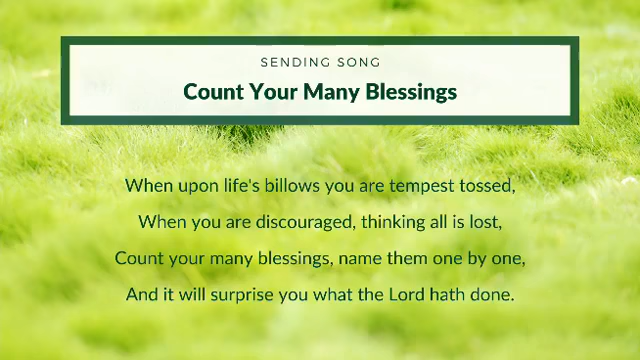 SENDING SONG
Count Your Many Blessings
When upon life's billows you are tempest tossed,
When you are discouraged, thinking all is lost,
Count your many blessings, name them one by one,
And it will surprise you what the Lord hath done.